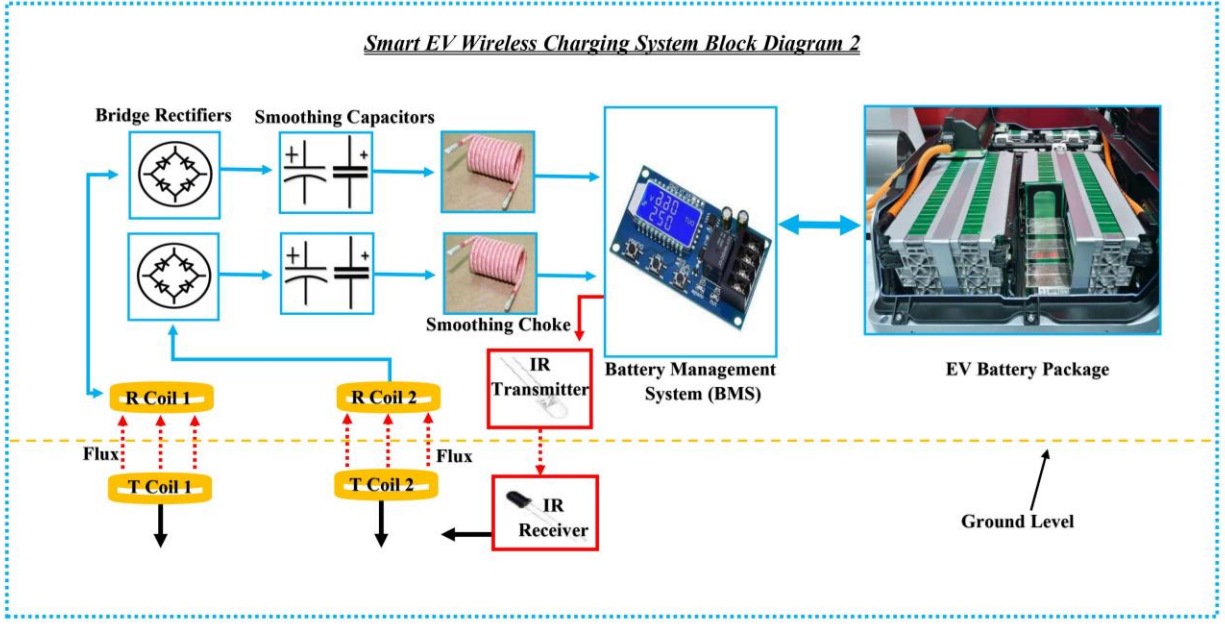 Smart EV Wireless Charging System Block Diagram 2
Bridge Rectifiers
Smoothing Capacitors
+
+
+
+
Smoothing Choke
IR
Transmitter
Battery Management
System (BMS)
EV Battery Package
R Coil 1
R Coil 2
Flux
Flux
T Coil 1
T Coil 2
IR
Receiver
Ground Level